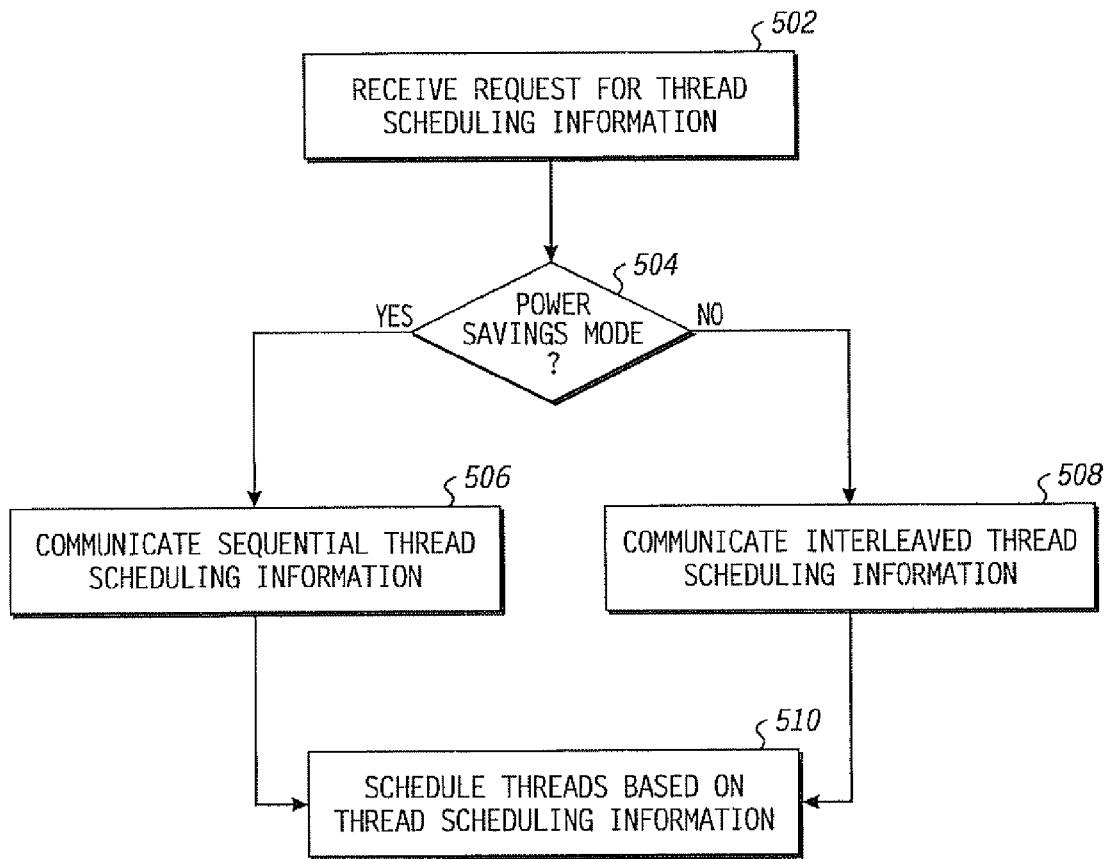 502
RECEIVE REQUEST FOR THREAD
SCHEDULING INFORMATION
504
POWER
SAVINGS MODE
?
YES
NO
506
COMMUNICATE SEQUENTIAL THREAD
SCHEDULING INFORMATION
508
COMMUNICATE INTERLEAVED THREAD
SCHEDULING INFORMATION
510
SCHEDULE THREADS BASED ON
THREAD SCHEDULING INFORMATION